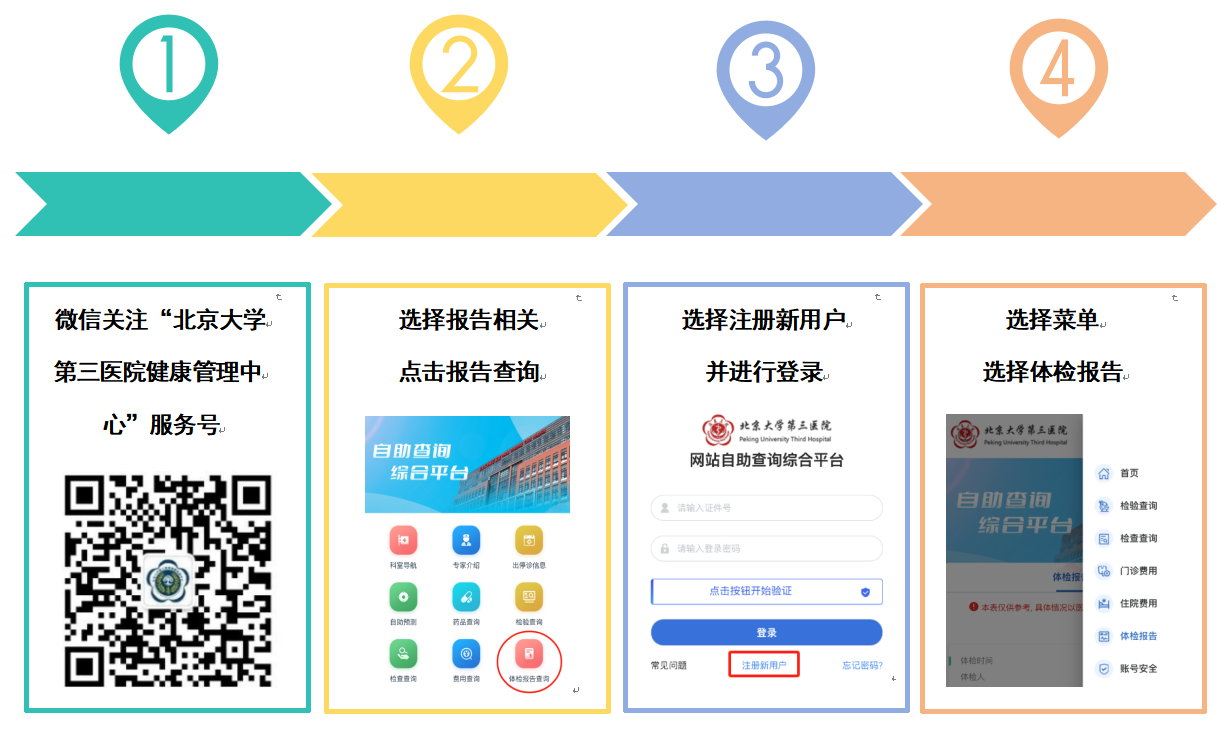 1
2
3
4
微信关注“北京大学
第三医院健康管理中
心”服务号
选择报告相关
点击报告查询
自助查询
综合平台
科室导航
专家介绍
出停诊信息
自助预测
药品查询
检验查询
检查查询
费用查询
体检报告查询
选择注册新用户
并进行登录
北京大学第三医院
Peking University Third Hospital
网站自助查询综合平台
请输入证件号
请输入登录密码
点击按钮开始验证
登录
常见问题
注册新用户
忘记密码?
选择菜单
选择体检报告
北京大学第三医院
Peking University Third Hospital
自助查询
综合平台
体检报
本表仅供参考, 具体情况以医
体检时间
体检人
首页
检验查询
检查查询
门诊费用
住院费用
体检报告
账号安全